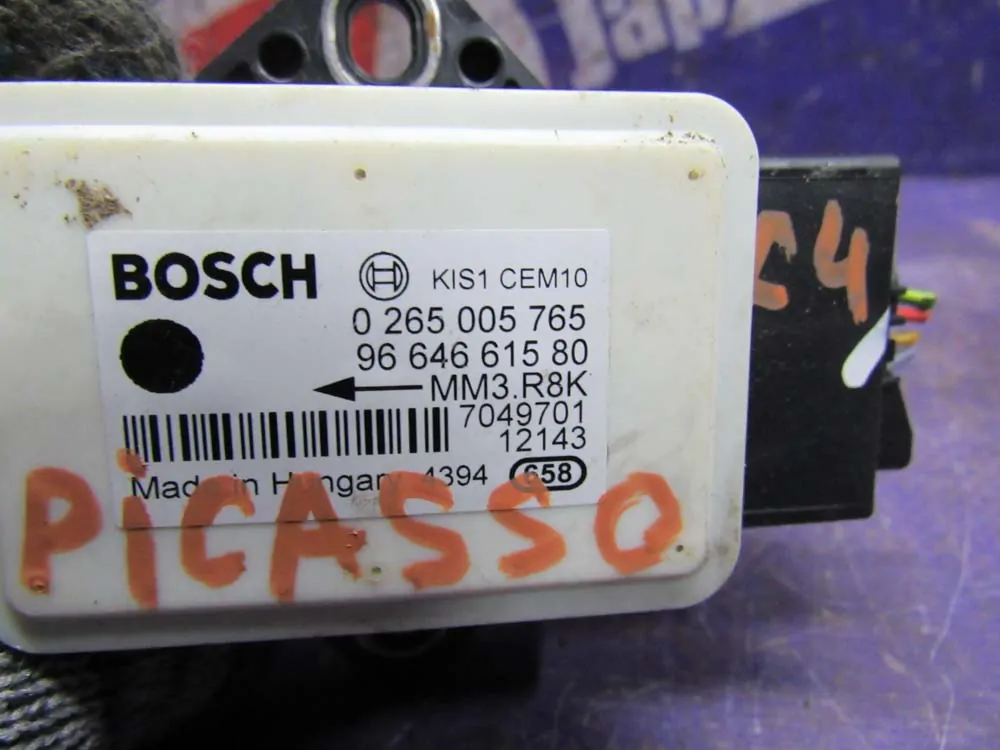 Jap
BOSCH KIS1 CEM10
0 265 005 765
96 646 615 80
MM3.R8K
7049701
12143
Made in Hungary 4394 658
PICASSO
C4